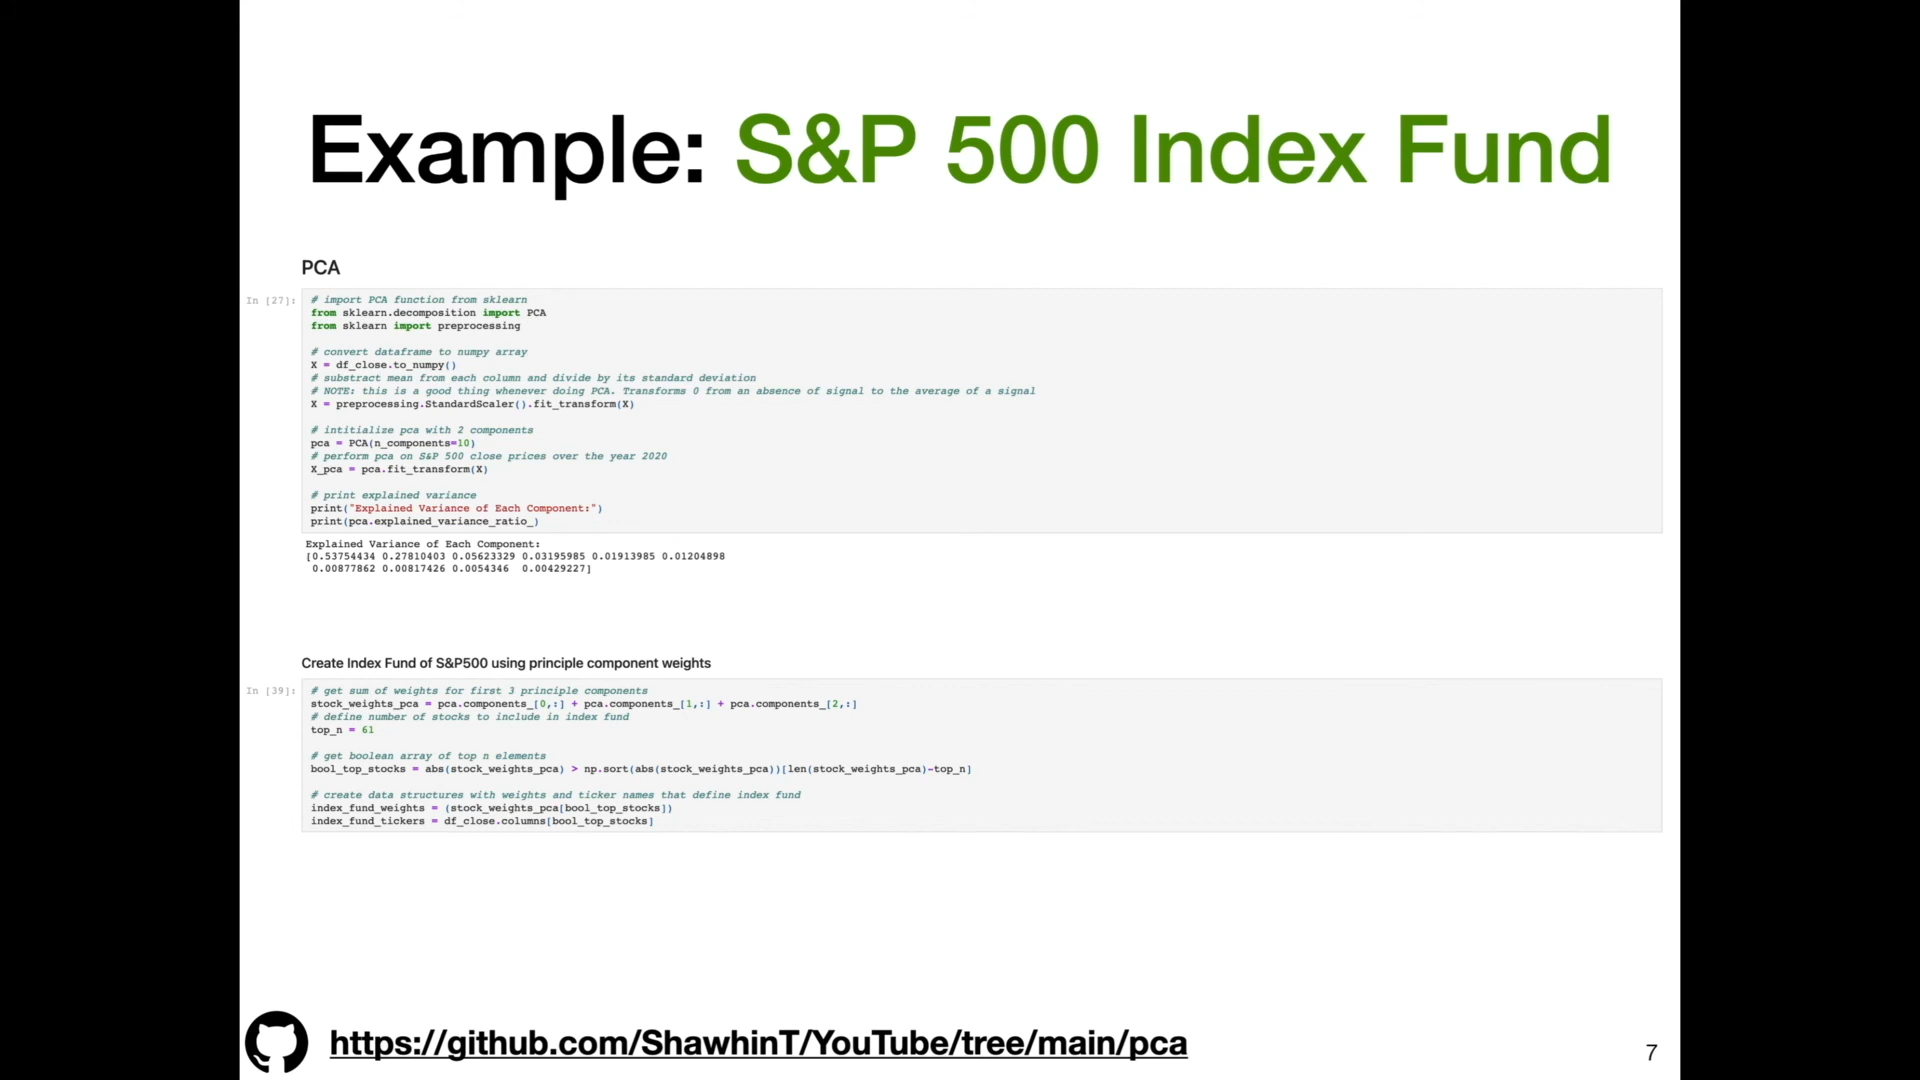 Example: S&P 500 Index Fund
PCA
In [27]:
# import PCA function from sklearn
from sklearn.decomposition import PCA
from sklearn import preprocessing
# convert dataframe to numpy array
X = df_close.to_numpy()
# substract mean from each column and divide by its standard deviation
# NOTE: this is a good thing whenever doing PCA. Transforms 0 from an absence of signal to the average of a signal
X = preprocessing.StandardScaler().fit_transform(X)
# intitialize pca with 2 components
pca = PCA(n_components=10)
# perform pca on S&P 500 close prices over the year 2020
X_pca = pca.fit_transform(X)
# print explained variance
print("Explained Variance of Each Component:")
print(pca.explained_variance_ratio_)
Explained Variance of Each Component:
[0.53754434 0.27810403 0.05623329 0.03195985 0.01913985 0.01204898
0.00877862 0.00817426 0.0054346  0.00429227]
Create Index Fund of S&P500 using principle component weights
In [39]:
# get sum of weights for first 3 principle components
stock_weights_pca = pca.components_[0,:] + pca.components_[1,:] + pca.components_[2,:]
# define number of stocks to include in index fund
top_n = 61
# get boolean array of top n elements
bool_top_stocks = abs(stock_weights_pca) > np.sort(abs(stock_weights_pca))[len(stock_weights_pca)-top_n]
# create data structures with weights and ticker names that define index fund
index_fund_weights = (stock_weights_pca[bool_top_stocks])
index_fund_tickers = df_close.columns[bool_top_stocks]
https://github.com/ShawhinT/YouTube/tree/main/pca
7